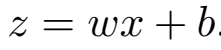 z = wx + b.